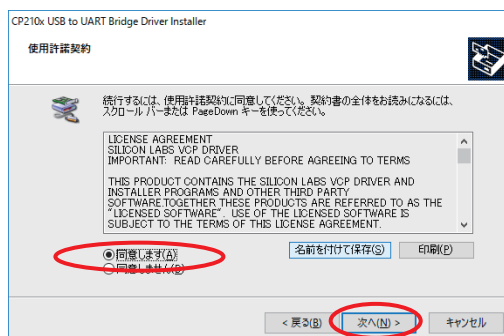 CP210x USB to UART Bridge Driver Installer
使用許諾契約
続行するには、使用許諾契約に同意してください。契約書の全体をお読みになるには、
スクロール バーまたは PageDown キーを使ってください。
LICENSE AGREEMENT
SILICON LABS VCP DRIVER
IMPORTANT: READ CAREFULLY BEFORE AGREEING TO TERMS
THIS PRODUCT CONTAINS THE SILICON LABS VCP DRIVER AND
INSTALLER PROGRAMS AND OTHER THIRD PARTY
SOFTWARE.TOGETHER THESE PRODUCTS ARE REFERRED TO AS THE
"LICENSED SOFTWARE". USE OF THE LICENSED SOFTWARE IS
SUBJECT TO THE TERMS OF THIS LICENSE AGREEMENT.
同意します(A)
名前を付けて保存(S) 印刷(P)
同意しません(D)
< 戻る(B) 次へ(N) > キャンセル